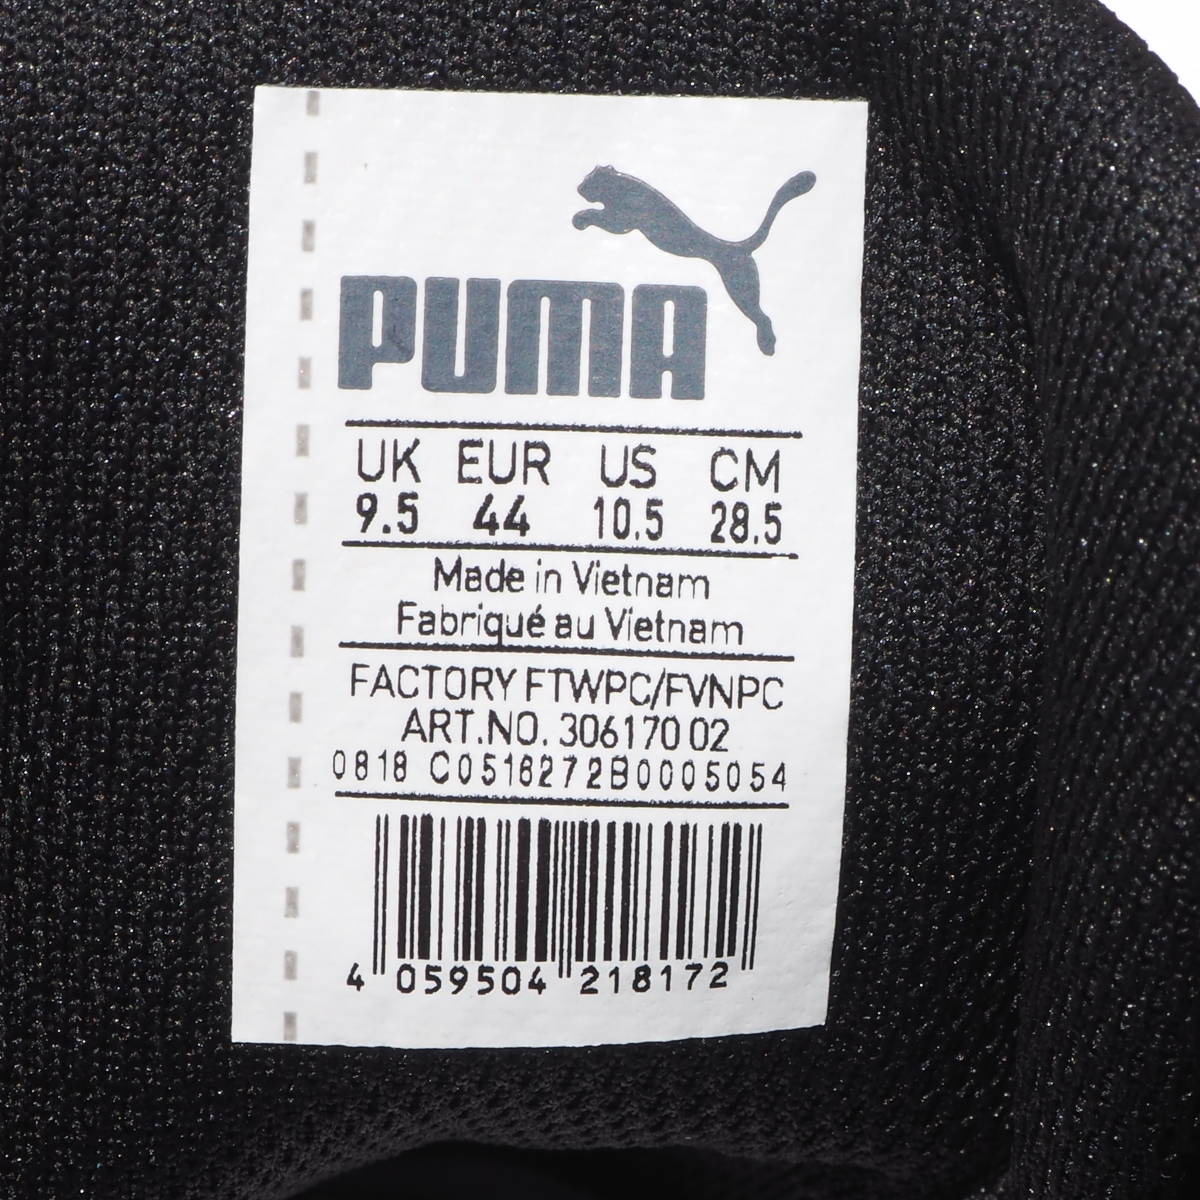 PUMA
UK EUR US CM
9.5 44 10.5 28.5
Made in Vietnam
Fabriqué au Vietnam
FACTORY FTWPC/FVNPC
ART.NO. 306170 02
0818 C0516272B0005054
4 059504 218172